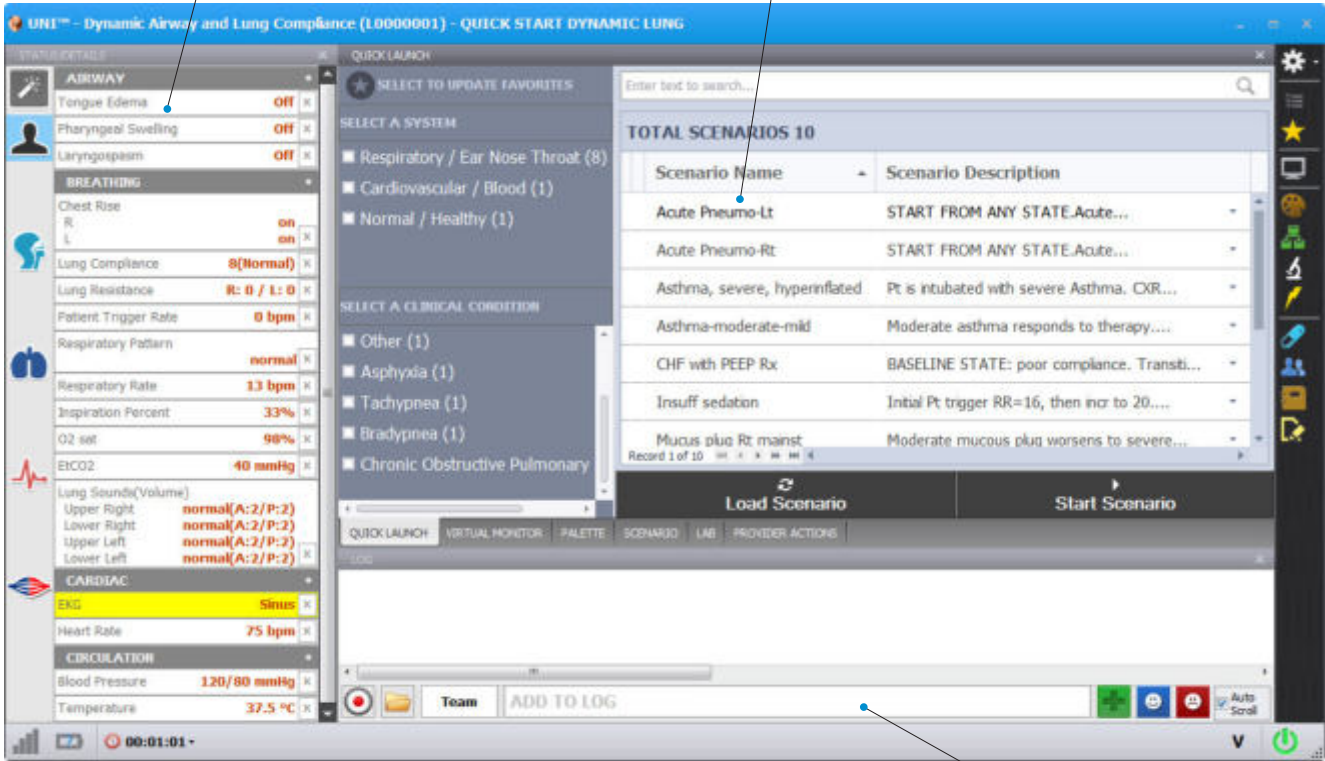 UNI™ - Dynamic Airway and Lung Compliance (L0000001) - QUICK START DYNAMIC LUNG
STATUS/DETAILS
AIRWAY
Tongue Edema Off
Pharyngeal Swelling Off
Laryngospasm Off
BREATHING
Chest Rise
R on
L on
Lung Compliance 8(Normal)
Lung Resistance R: 0 / L: 0
Patient Trigger Rate 0 bpm
Respiratory Pattern
normal
Respiratory Rate 13 bpm
Inspiration Percent 33%
O2 sat 98%
EtCO2 40 mmHg
Lung Sounds(Volume)
Upper Right normal(A:2/P:2)
Lower Right normal(A:2/P:2)
Upper Left normal(A:2/P:2)
Lower Left normal(A:2/P:2)
CARDIAC
EKG Sinus
Heart Rate 75 bpm
CIRCULATION
Blood Pressure 120/80 mmHg
Temperature 37.5 °C
QUICK LAUNCH
SELECT TO UPDATE FAVORITES
SELECT A SYSTEM
Respiratory / Ear Nose Throat (8)
Cardiovascular / Blood (1)
Normal / Healthy (1)
SELECT A CLINICAL CONDITION
Other (1)
Asphyxia (1)
Tachypnea (1)
Bradypnea (1)
Chronic Obstructive Pulmonary
Enter text to search...
TOTAL SCENARIOS 10
Scenario Name Scenario Description
Acute Pneumo-Lt START FROM ANY STATE.Acute...
Acute Pneumo-Rt START FROM ANY STATE.Acute...
Asthma, severe, hyperinflated Pt is intubated with severe Asthma. CXR...
Asthma-moderate-mild Moderate asthma responds to therapy....
CHF with PEEP Rx BASELINE STATE: poor compliance. Transiti...
Insuff sedation Initial Pt trigger RR=16, then incr to 20....
Mucus plug Rt mainst Moderate mucous plug worsens to severe...
Record 1 of 10
Load Scenario Start Scenario
QUICK LAUNCH VIRTUAL MONITOR PALETTE SCENARIO LAB PROVIDER ACTIONS
LOG
Team ADD TO LOG Auto Scroll
00:01:01 V